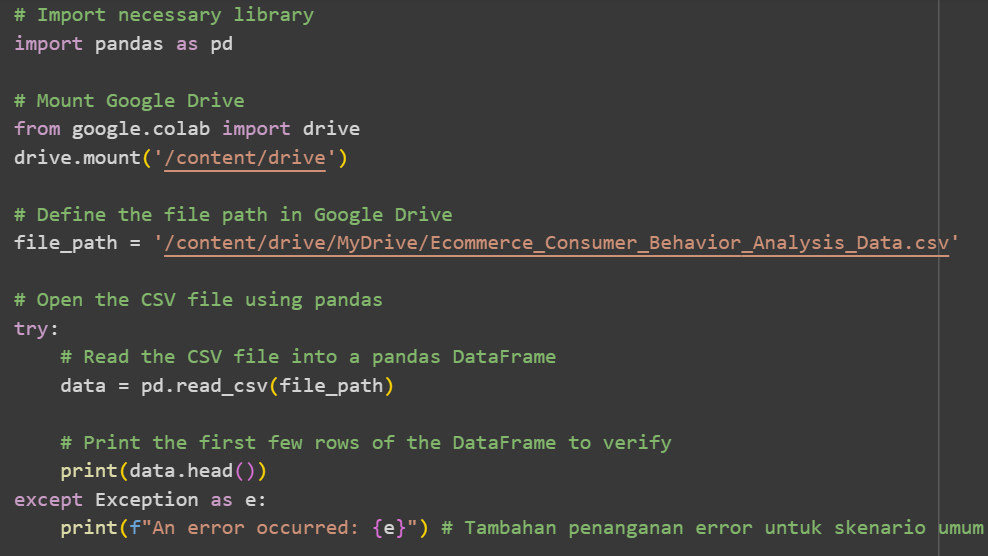 # Import necessary library
import pandas as pd
# Mount Google Drive
from google.colab import drive
drive.mount('/content/drive')
# Define the file path in Google Drive
file_path = '/content/drive/MyDrive/Ecommerce_Consumer_Behavior_Analysis_Data.csv'
# Open the CSV file using pandas
try:
    # Read the CSV file into a pandas DataFrame
    data = pd.read_csv(file_path)
    # Print the first few rows of the DataFrame to verify
    print(data.head())
except Exception as e:
    print(f"An error occurred: {e}") # Tambahan penanganan error untuk skenario umum